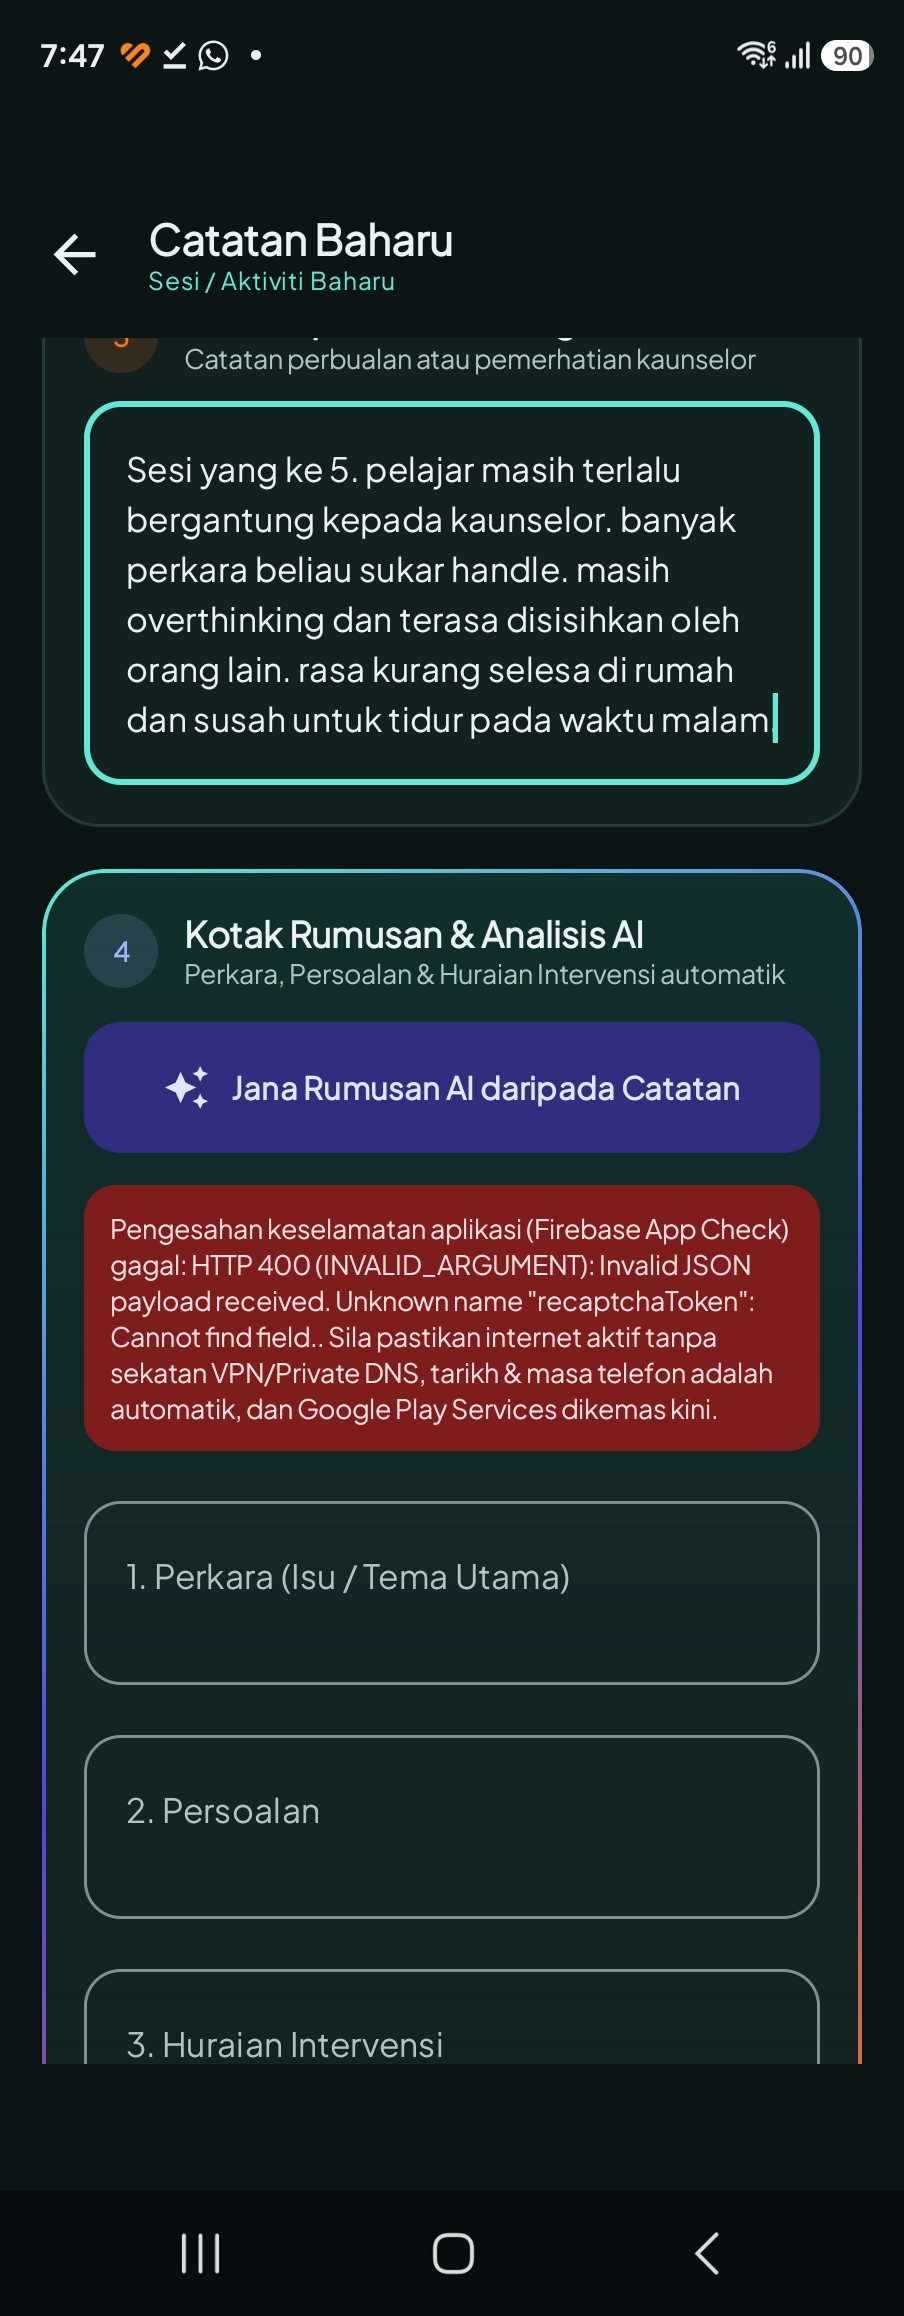 7:47
6
90
Catatan Baharu
Sesi / Aktiviti Baharu
Catatan perbualan atau pemerhatian kaunselor
Sesi yang ke 5. pelajar masih terlalu
bergantung kepada kaunselor. banyak
perkara beliau sukar handle. masih
overthinking dan terasa disisihkan oleh
orang lain. rasa kurang selesa di rumah
dan susah untuk tidur pada waktu malam.
4
Kotak Rumusan & Analisis AI
Perkara, Persoalan & Huraian Intervensi automatik
Jana Rumusan AI daripada Catatan
Pengesahan keselamatan aplikasi (Firebase App Check)
gagal: HTTP 400 (INVALID_ARGUMENT): Invalid JSON
payload received. Unknown name "recaptchaToken":
Cannot find field.. Sila pastikan internet aktif tanpa
sekatan VPN/Private DNS, tarikh & masa telefon adalah
automatik, dan Google Play Services dikemas kini.
1. Perkara (Isu / Tema Utama)
2. Persoalan
3. Huraian Intervensi